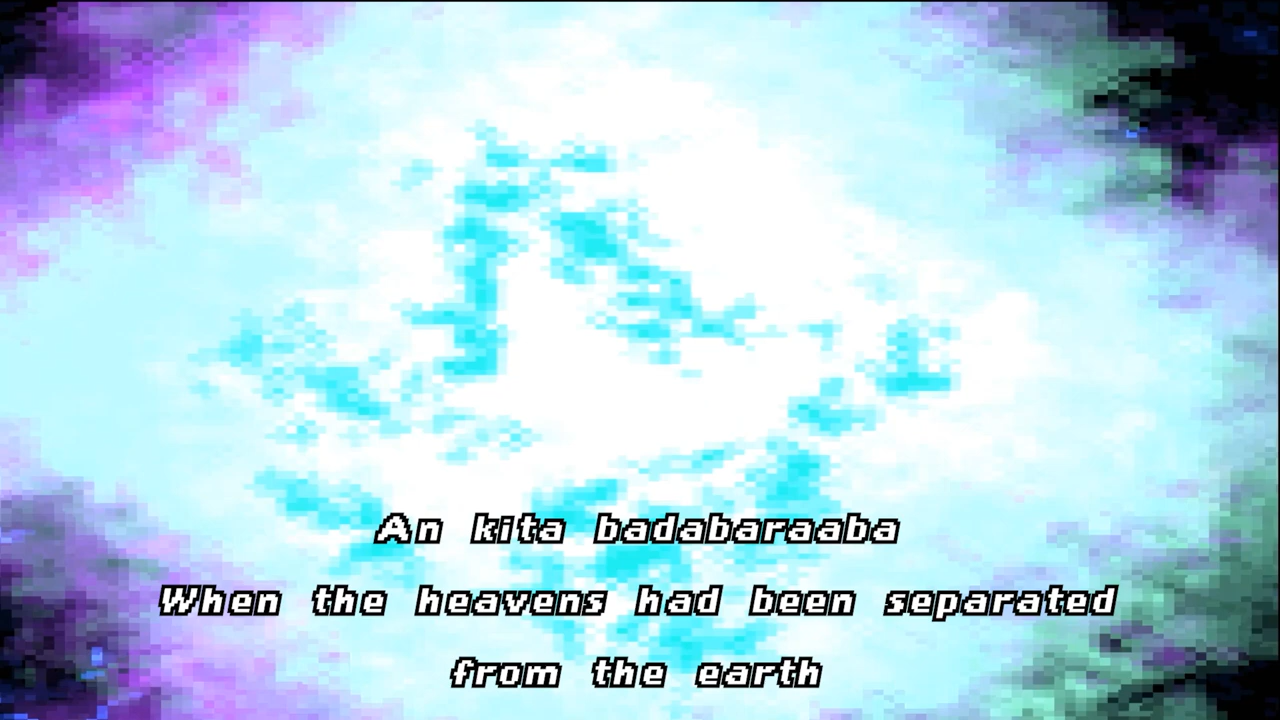 An kita badabaraaba
When the heavens had been separated
from the earth